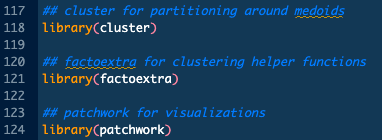 117 ## cluster for partitioning around medoids
118 library(cluster)
119
120 ## factoextra for clustering helper functions
121 library(factoextra)
122
123 ## patchwork for visualizations
124 library(patchwork)